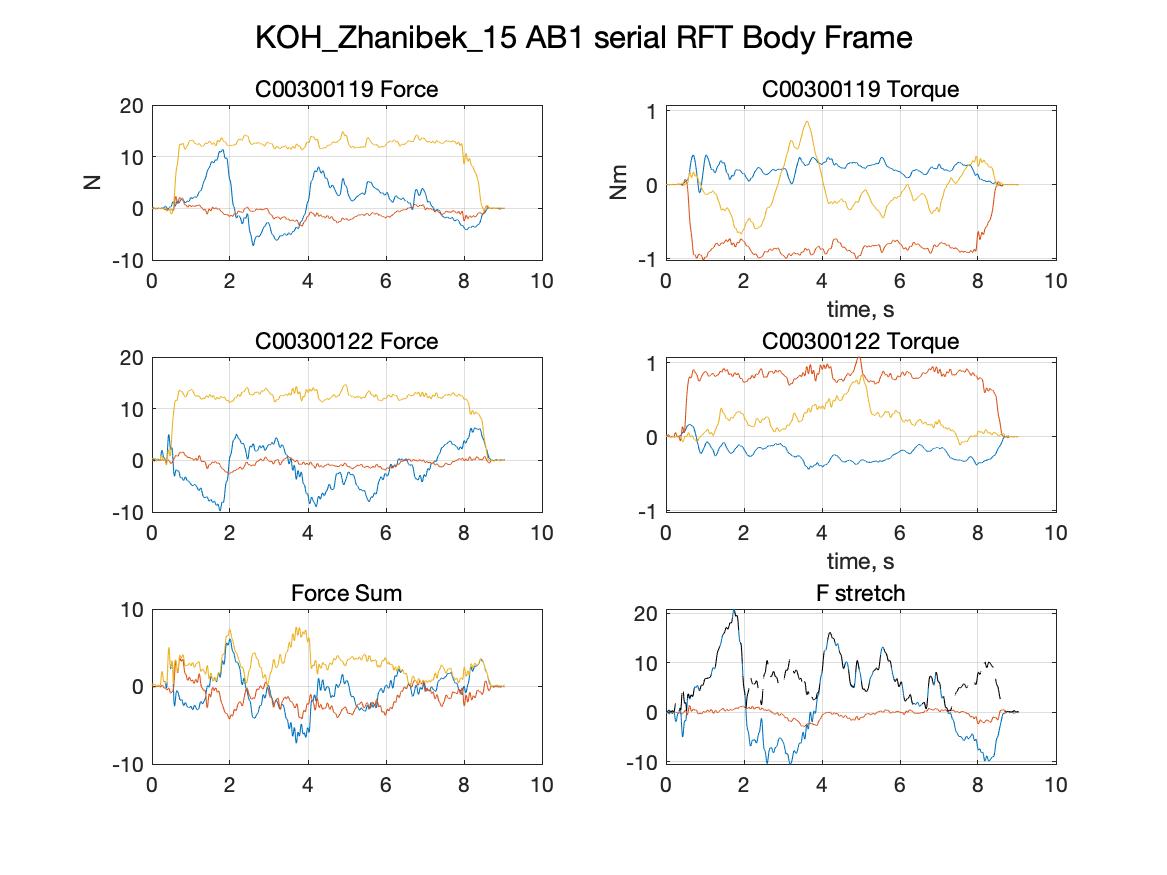 KOH_Zhanibek_15 AB1 serial RFT Body Frame
C00300119 Force
20
10
0
-10
N
0 2 4 6 8 10
C00300119 Torque
1
0
-1
Nm
0 2 4 6 8 10
time, s
C00300122 Force
20
10
0
-10
0 2 4 6 8 10
C00300122 Torque
1
0
-1
0 2 4 6 8 10
time, s
Force Sum
10
0
-10
0 2 4 6 8 10
F stretch
20
10
0
-10
0 2 4 6 8 10